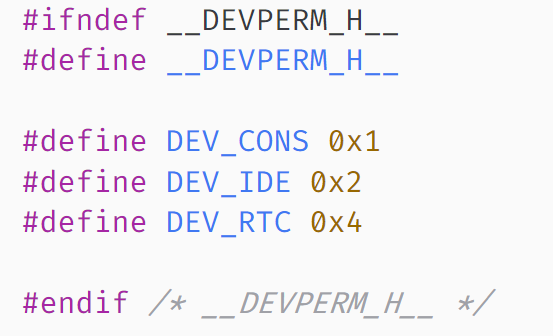 #ifndef __DEVPERM_H__
#define __DEVPERM_H__
#define DEV_CONS 0x1
#define DEV_IDE 0x2
#define DEV_RTC 0x4
#endif /* __DEVPERM_H__ */